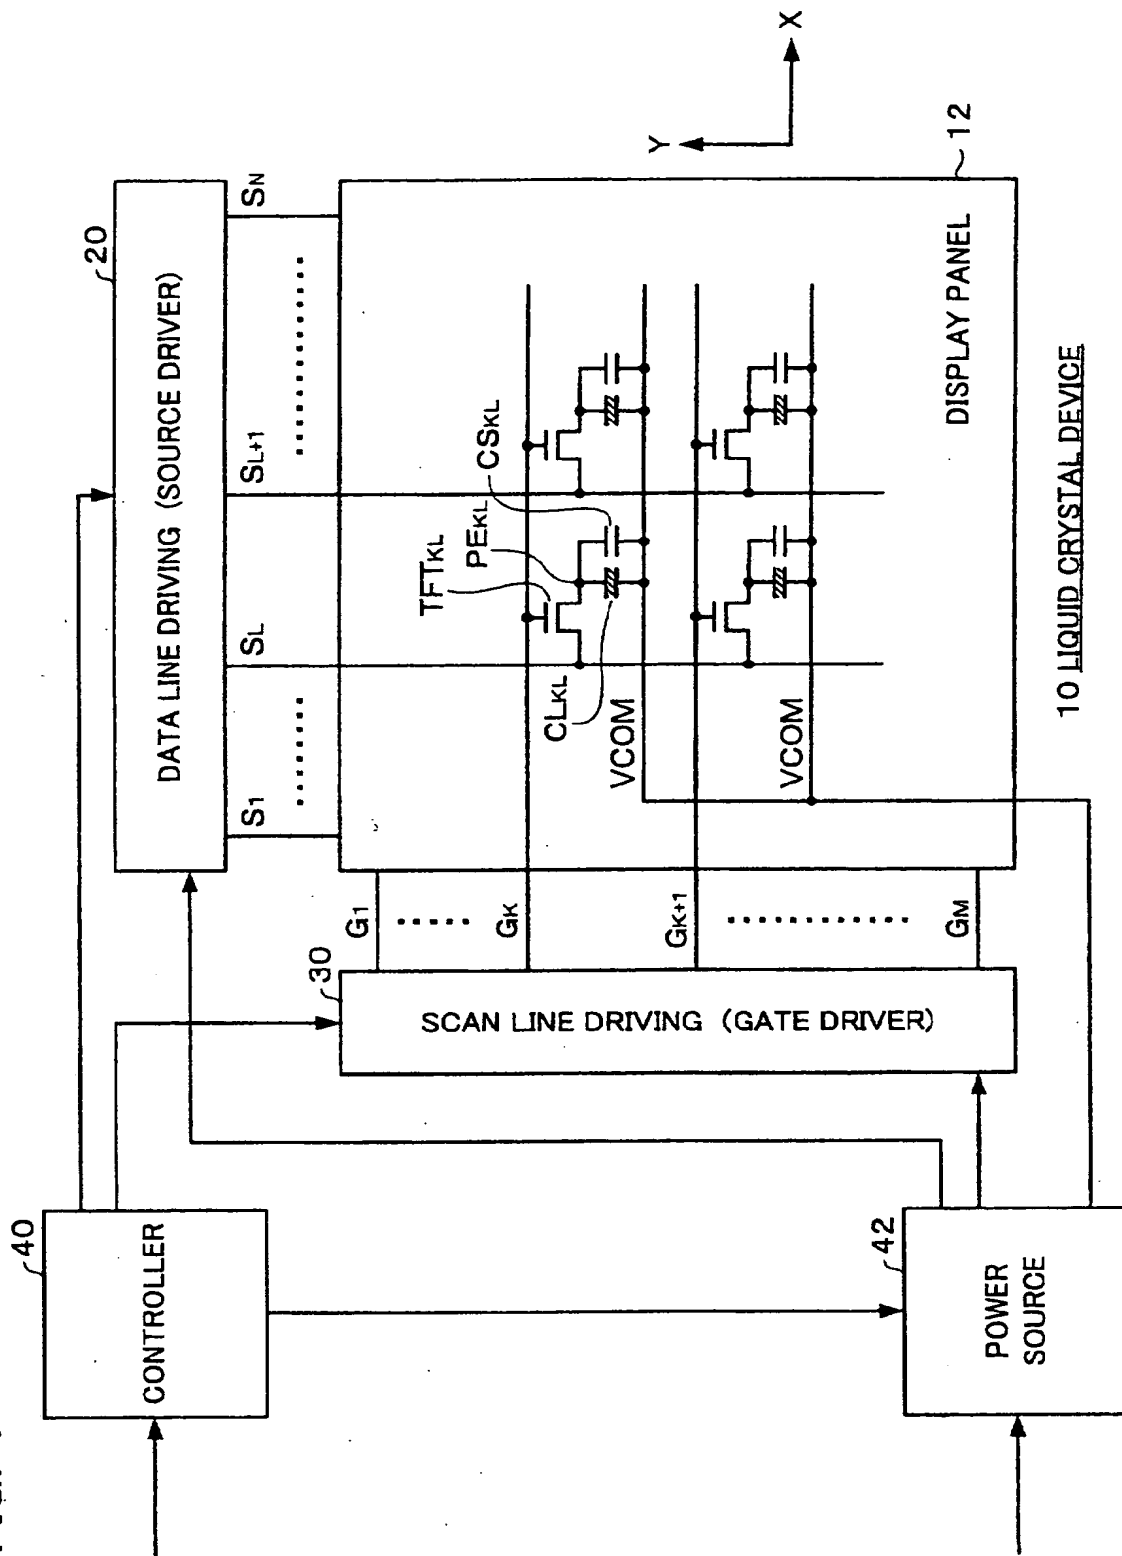 40
CONTROLLER
42
POWER
SOURCE
30
SCAN LINE DRIVING (GATE DRIVER)
20
DATA LINE DRIVING (SOURCE DRIVER)
S1
SL
SL+1
SN
G1
GK
GK+1
GM
TFTKL
PEKL
CSKL
CLKL
VCOM
VCOM
DISPLAY PANEL
12
Y
X
10 LIQUID CRYSTAL DEVICE